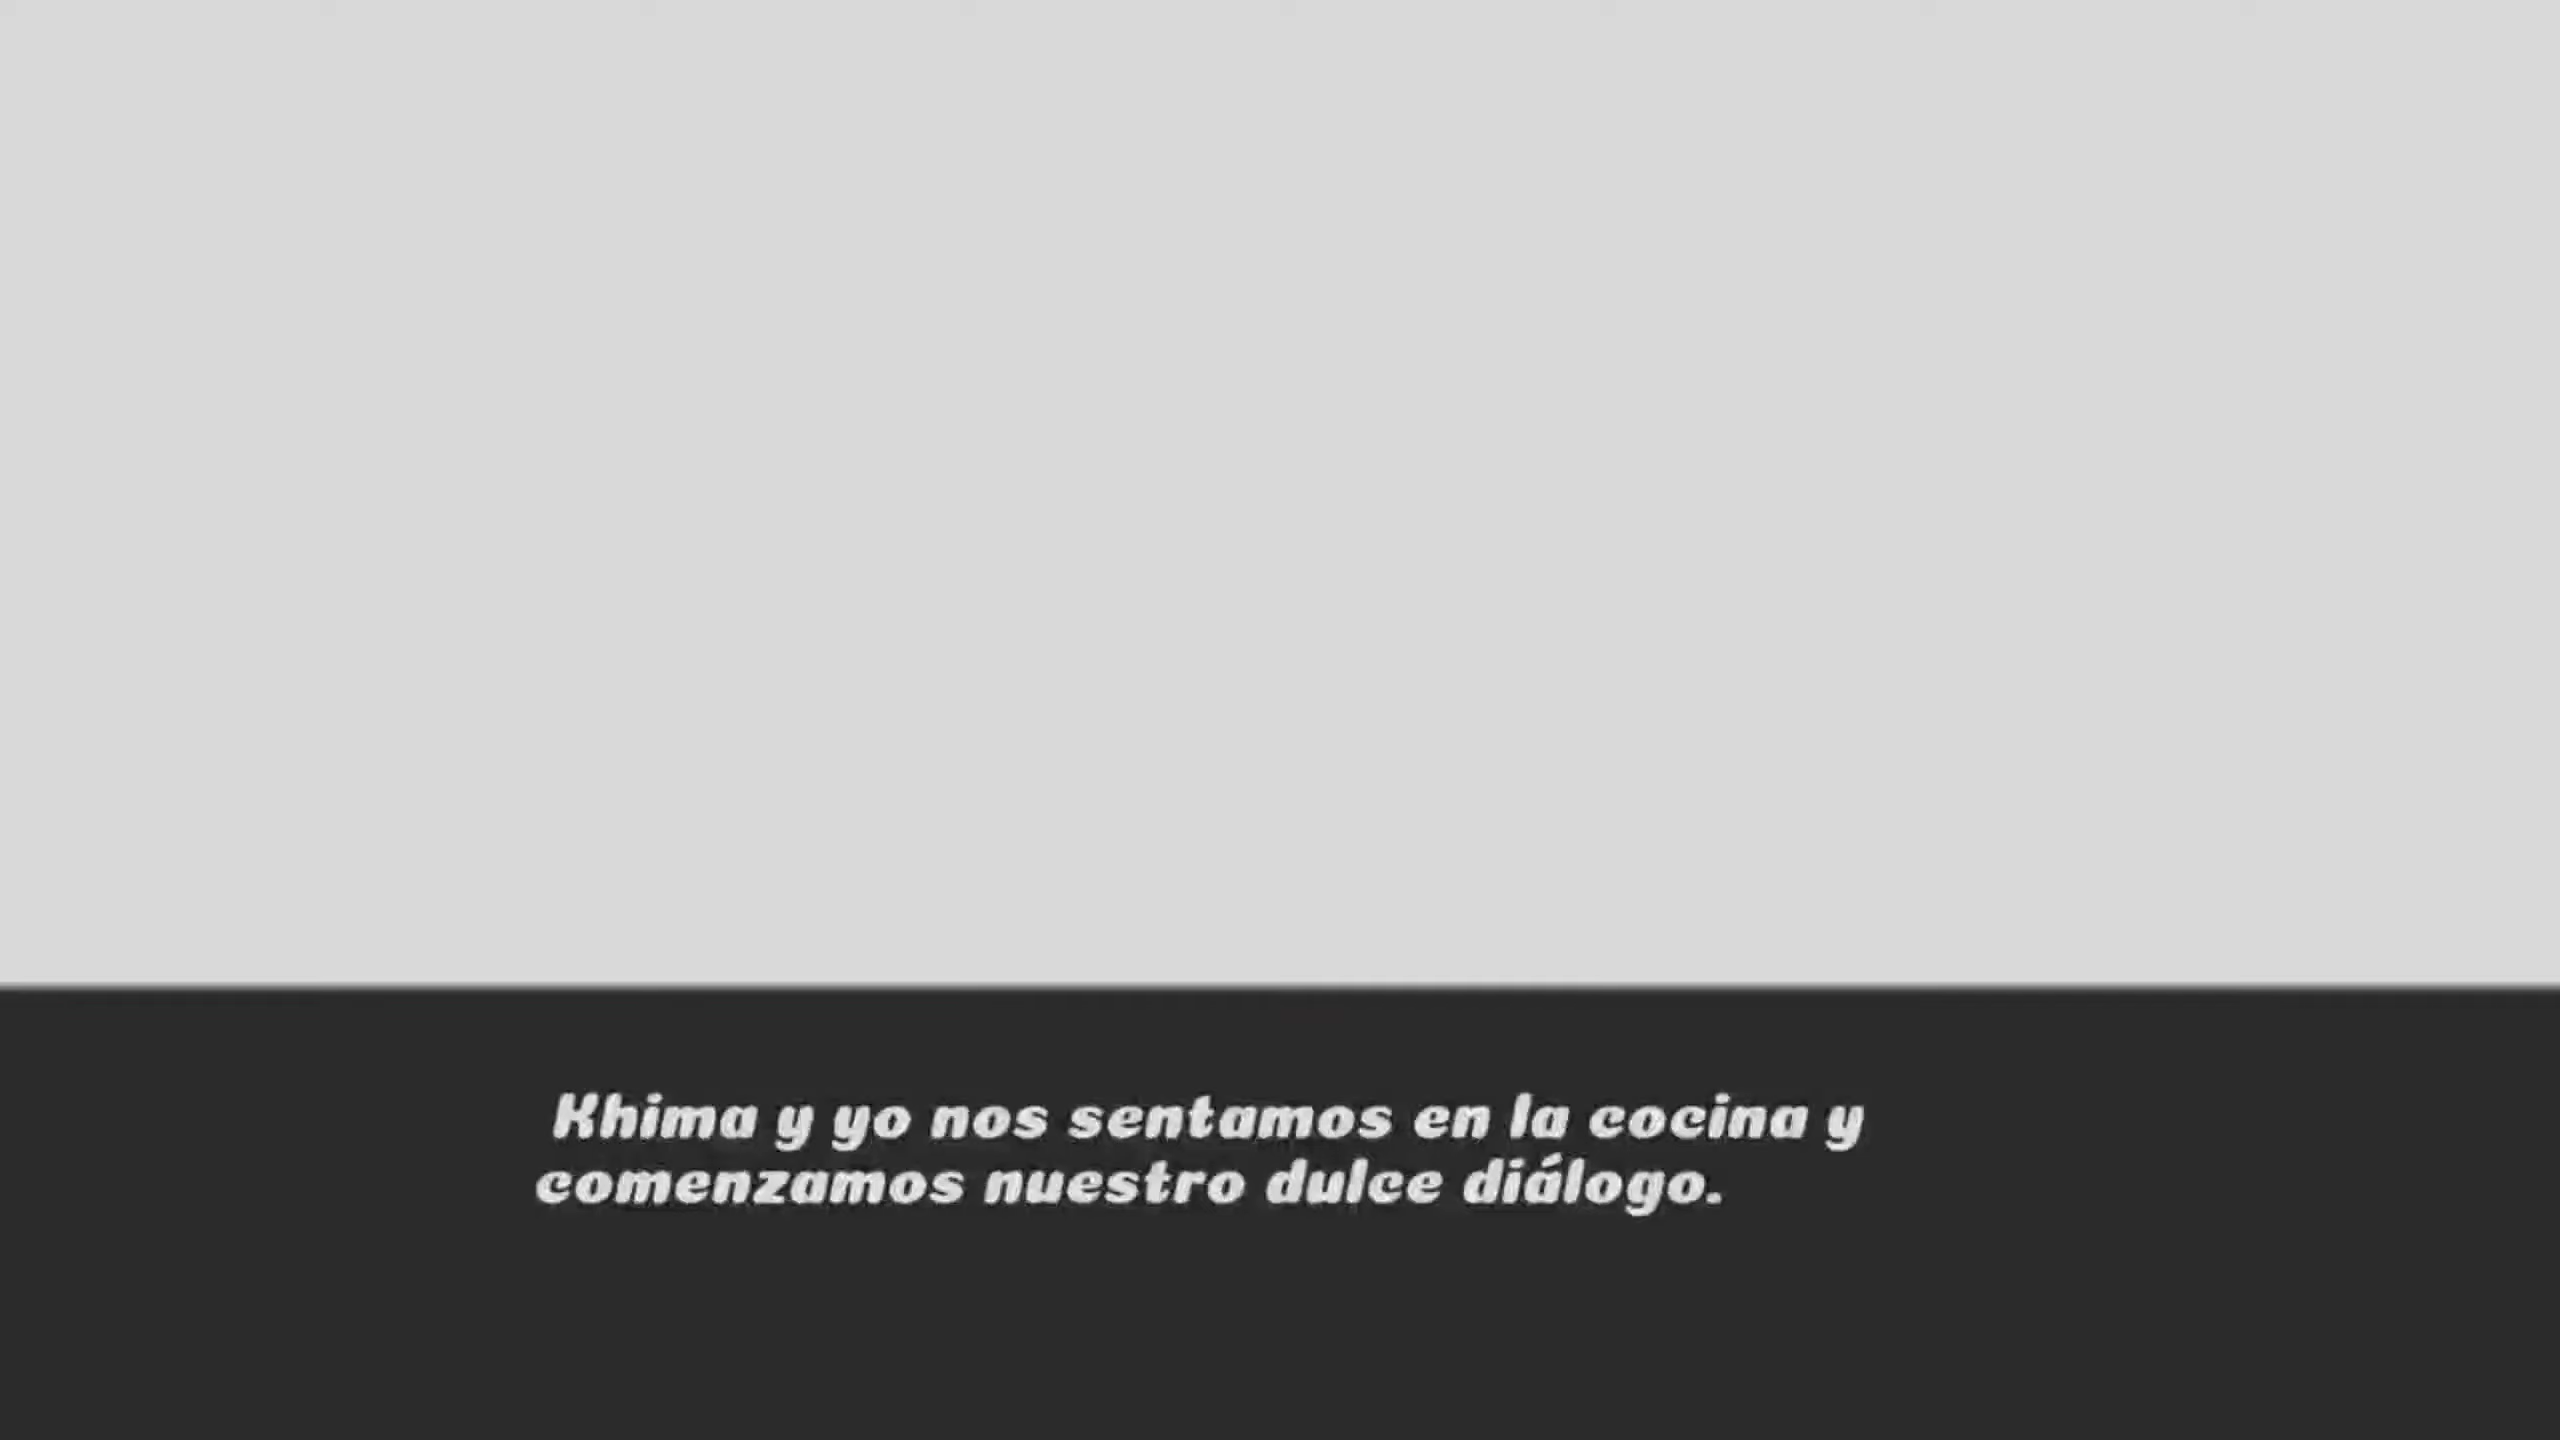 Khima y yo nos sentamos en la cocina y
comenzamos nuestro dulce diálogo.